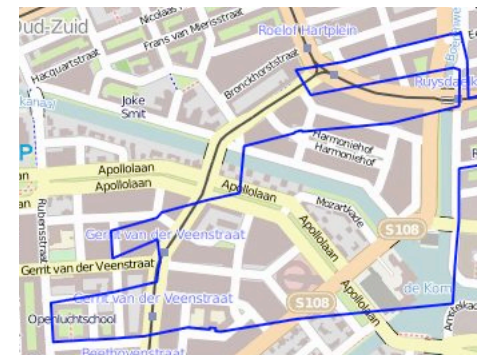 Oud-Zuid
Nicolaas
Frans van Mierisstraat
Roelof Hartplein
Hacquartstraat
Bronckhorststraat
Joke
Smit
P
kanaal
Harmoniehof
Harmoniehof
Apollolaan
Apollolaan
Apollolaan
Mozartkade
Rubensstraat
Apollolaan
S108
Gerrit van der Veenstraat
Gerrit van der Veenstraat
de Kom
Gerrit van der Veenstraat
S108
Apollolaan
Openluchtschool
Beethovenstraat